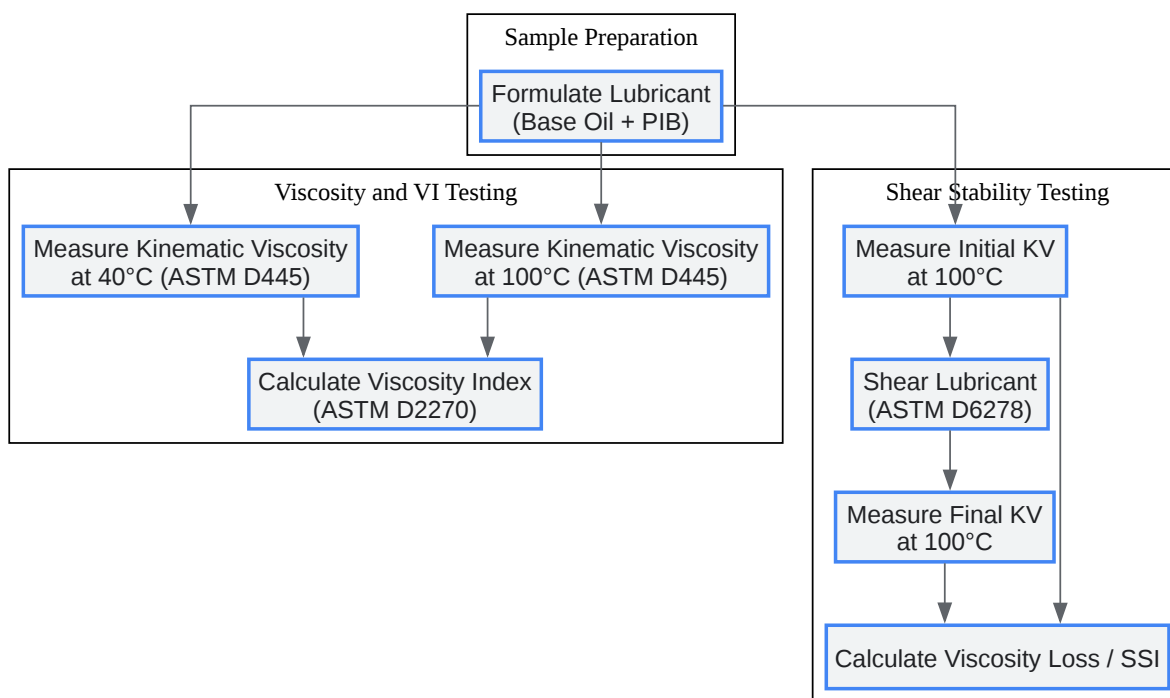 Sample Preparation
Formulate Lubricant
(Base Oil + PIB)
Viscosity and VI Testing
Measure Kinematic Viscosity
at 40°C (ASTM D445)
Measure Kinematic Viscosity
at 100°C (ASTM D445)
Calculate Viscosity Index
(ASTM D2270)
Shear Stability Testing
Measure Initial KV
at 100°C
Shear Lubricant
(ASTM D6278)
Measure Final KV
at 100°C
Calculate Viscosity Loss / SSI